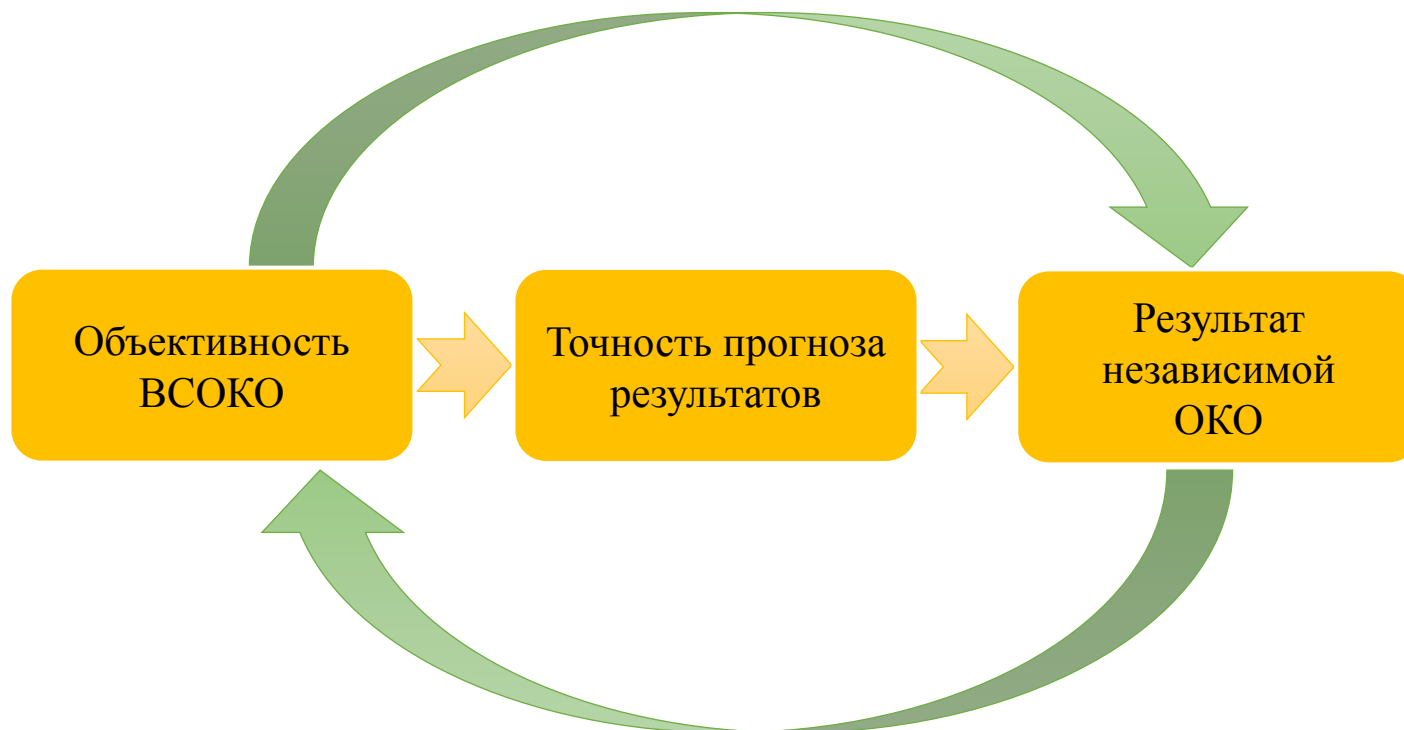 Объективность
ВСОКО
Точность прогноза
результатов
Результат
независимой
ОКО